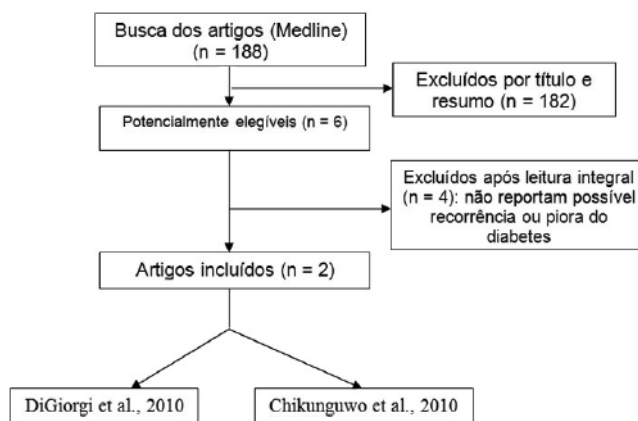 Busca dos artigos (Medline)
(n = 188)
Excluídos por título e
resumo (n = 182)
Potencialmente elegíveis (n = 6)
Excluídos após leitura integral
(n = 4): não reportam possível
recorrência ou piora do
diabetes
Artigos incluídos (n = 2)
DiGiorgi et al., 2010
Chikunguwo et al., 2010